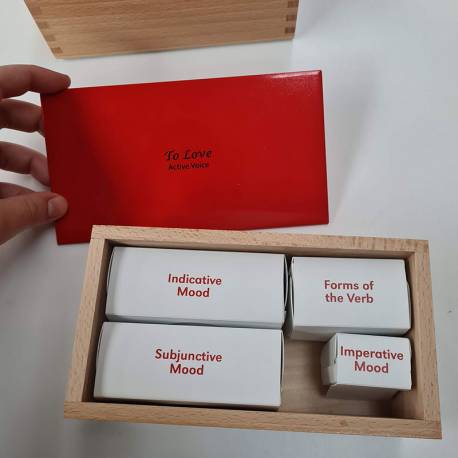 To Love
Active Voice
Indicative
Mood
Forms of
the Verb
Subjunctive
Mood
Imperative
Mood